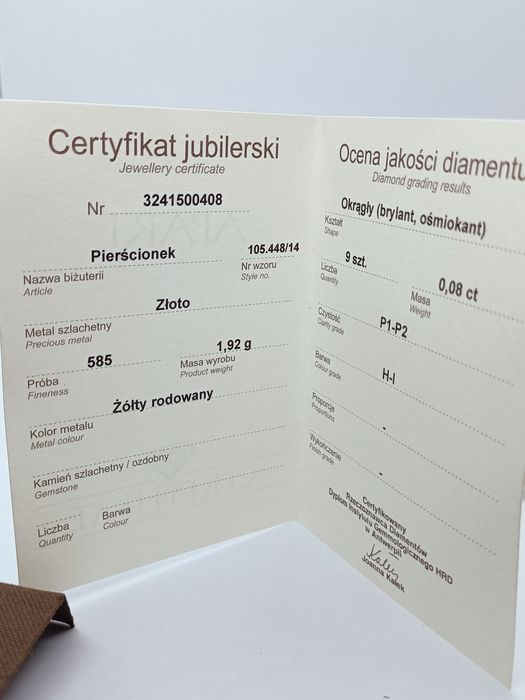 Certyfikat jubilerski
Jewellery certificate
Nr 3241500408
Pierścionek 105.448/14
Nazwa biżuterii Nr wzoru
Article Style no.
Złoto
Metal szlachetny
Precious metal
585 1,92 g
Próba Masa wyrobu
Fineness Product weight
Żółty rodowany
Kolor metalu
Metal colour
Kamień szlachetny / ozdobny
Gemstone
Liczba Barwa
Quantity Colour
Ocena jakości diamentu
Diamond grading results
Okrągły (brylant, ośmiokant)
Kształt
Shape
9 szt. 0,08 ct
Liczba Masa
Quantity Weight
P1-P2
Czystość
Clarity grade
H-I
Barwa
Colour grade
-
Proporcje
Proportions
-
Wykończenie
Finish grade
Certyfikowany
Rzeczoznawca Diamentów
Dyplom Instytutu Gemmologicznego HRD
w Antwerpii
Joanna Kałek